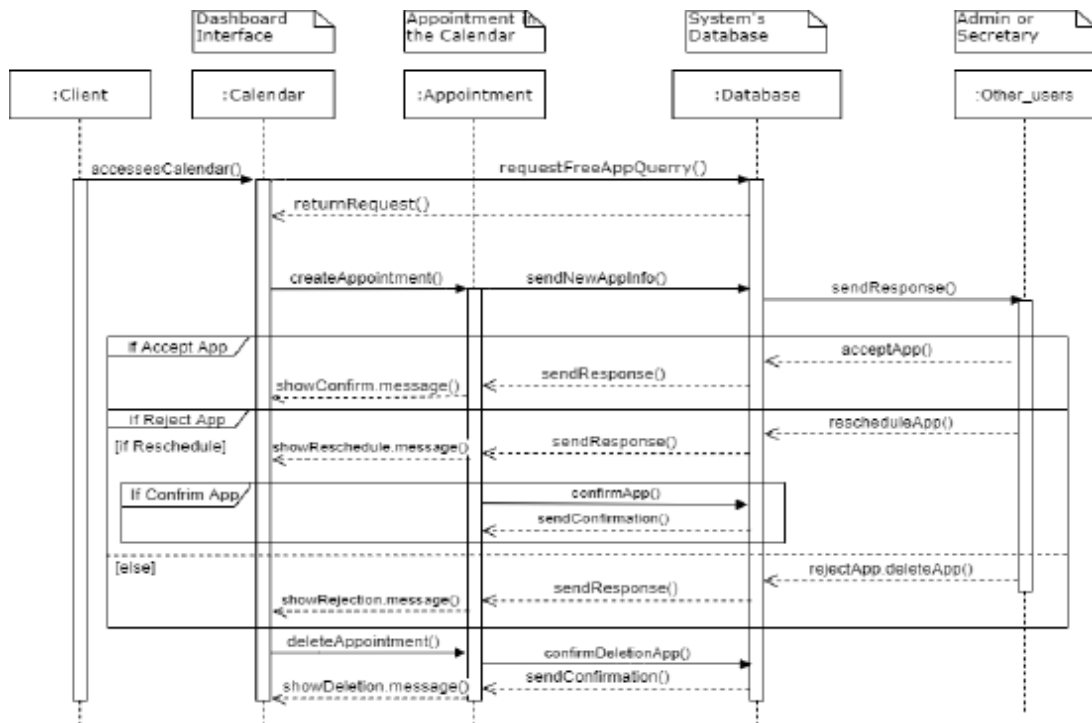 Dashboard
Interface
Appointment in
the Calendar
System's
Database
Admin or
Secretary
:Client
:Calendar
:Appointment
:Database
:Other_users
accessesCalendar()
requestFreeAppQuerry()
returnRequest()
createAppointment()
sendNewAppInfo()
sendResponse()
If Accept App
acceptApp()
sendResponse()
showConfirm.message()
If Reject App
rescheduleApp()
[if Reschedule]
showReschedule.message()
sendResponse()
If Confrim App
confirmApp()
sendConfirmation()
[else]
rejectApp.deleteApp()
sendResponse()
showRejection.message()
deleteAppointment()
confirmDeletionApp()
sendConfirmation()
showDeletion.message()